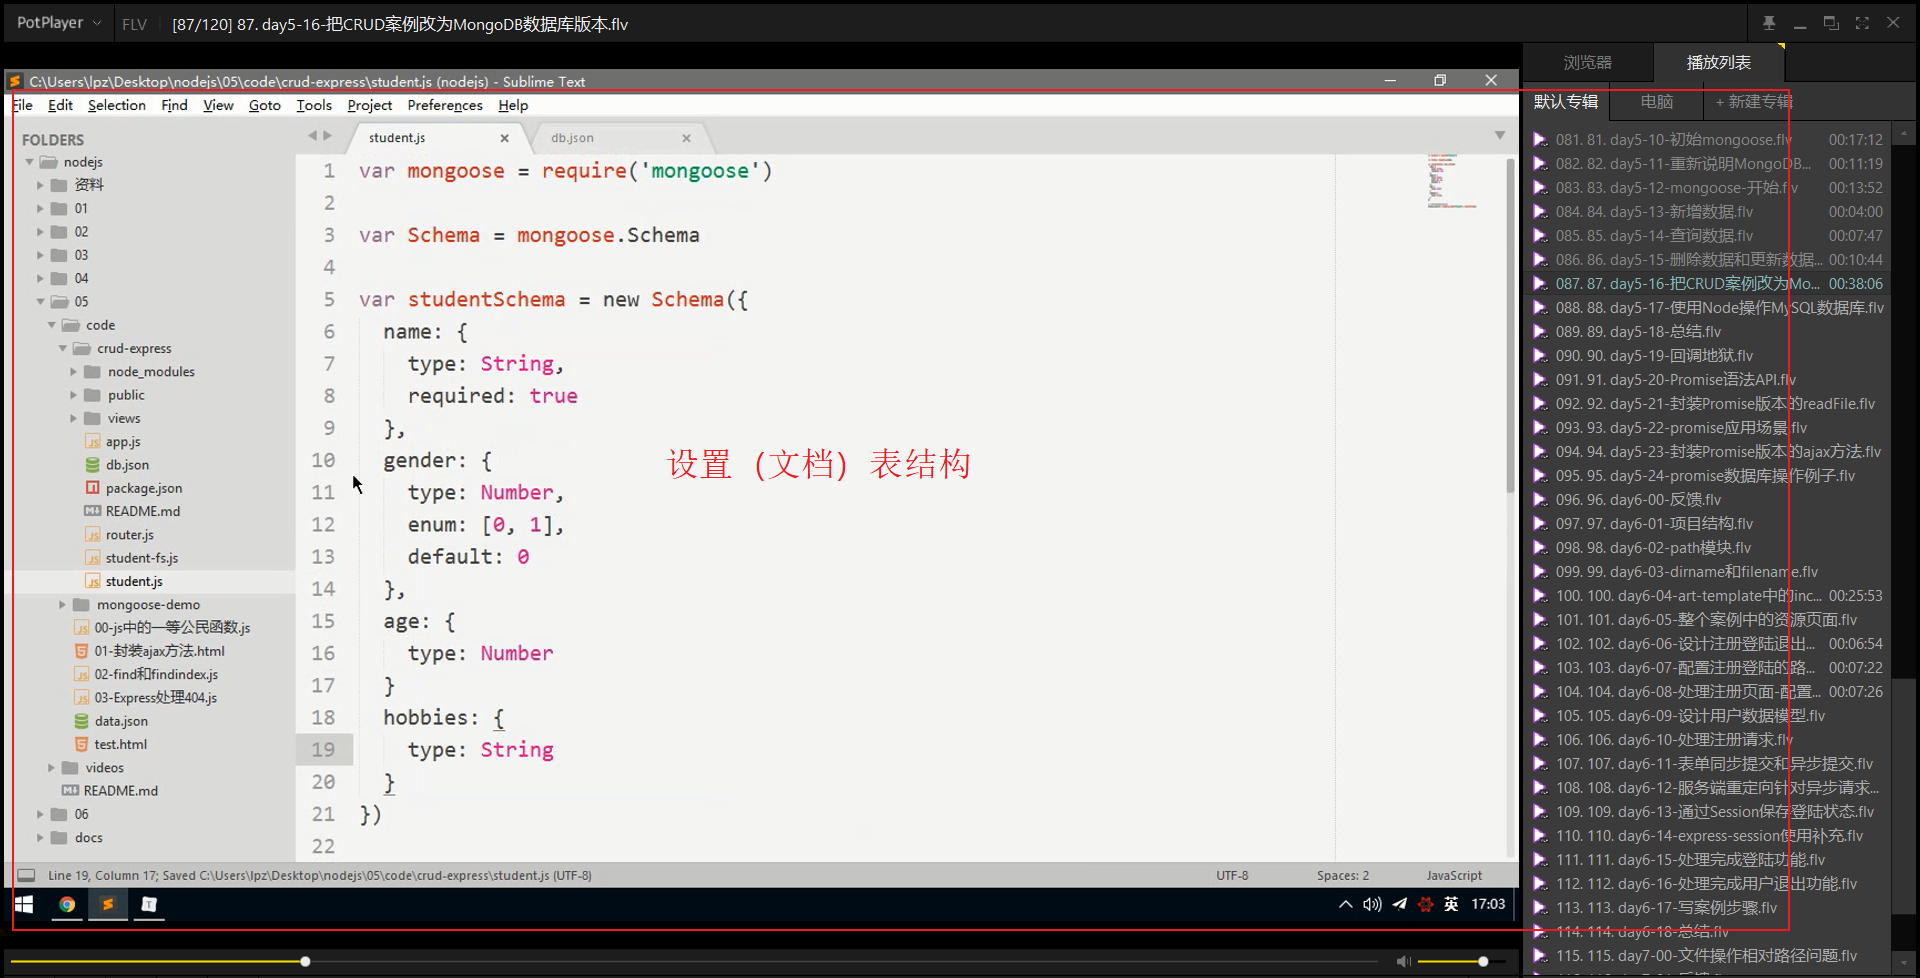 PotPlayer FLV [87/120] 87. day5-16-把CRUD案例改为MongoDB数据库版本.flv
浏览器 播放列表
默认专辑 电脑 + 新建专辑
C:\Users\lpz\Desktop\nodejs\05\code\crud-express\student.js (nodejs) - Sublime Text
File Edit Selection Find View Goto Tools Project Preferences Help
FOLDERS
nodejs
资料
01
02
03
04
05
code
crud-express
node_modules
public
views
app.js
db.json
package.json
README.md
router.js
student-fs.js
student.js
mongoose-demo
00-js中的一等公民函数.js
01-封装ajax方法.html
02-find和findindex.js
03-Express处理404.js
data.json
test.html
videos
README.md
06
docs
student.js db.json
1 var mongoose = require('mongoose')
2
3 var Schema = mongoose.Schema
4
5 var studentSchema = new Schema({
6 name: {
7 type: String,
8 required: true
9 },
10 gender: {
11 type: Number,
12 enum: [0, 1],
13 default: 0
14 },
15 age: {
16 type: Number
17 }
18 hobbies: {
19 type: String
20 }
21 })
22
设置（文档）表结构
Line 19, Column 17; Saved C:\Users\lpz\Desktop\nodejs\05\code\crud-express\student.js (UTF-8) UTF-8 Spaces: 2 JavaScript
英 17:03
081. 81. day5-10-初始mongoose.flv 00:17:12
082. 82. day5-11-重新说明MongoDB... 00:11:19
083. 83. day5-12-mongoose-开始.flv 00:13:52
084. 84. day5-13-新增数据.flv 00:04:00
085. 85. day5-14-查询数据.flv 00:07:47
086. 86. day5-15-删除数据和更新数据... 00:10:44
087. 87. day5-16-把CRUD案例改为Mo... 00:38:06
088. 88. day5-17-使用Node操作MySQL数据库.flv
089. 89. day5-18-总结.flv
090. 90. day5-19-回调地狱.flv
091. 91. day5-20-Promise语法API.flv
092. 92. day5-21-封装Promise版本的readFile.flv
093. 93. day5-22-promise应用场景.flv
094. 94. day5-23-封装Promise版本的ajax方法.flv
095. 95. day5-24-promise数据库操作例子.flv
096. 96. day6-00-反馈.flv
097. 97. day6-01-项目结构.flv
098. 98. day6-02-path模块.flv
099. 99. day6-03-dirname和filename.flv
100. 100. day6-04-art-template中的inc... 00:25:53
101. 101. day6-05-整个案例中的资源页面.flv
102. 102. day6-06-设计注册登陆退出... 00:06:54
103. 103. day6-07-配置注册登陆的路... 00:07:22
104. 104. day6-08-处理注册页面-配置... 00:07:26
105. 105. day6-09-设计用户数据模型.flv
106. 106. day6-10-处理注册请求.flv
107. 107. day6-11-表单同步提交和异步提交.flv
108. 108. day6-12-服务端重定向针对异步请求...
109. 109. day6-13-通过Session保存登陆状态.flv
110. 110. day6-14-express-session使用补充.flv
111. 111. day6-15-处理完成登陆功能.flv
112. 112. day6-16-处理完成用户退出功能.flv
113. 113. day6-17-写案例步骤.flv
114. 114. day6-18-总结.flv
115. 115. day7-00-文件操作相对路径问题.flv